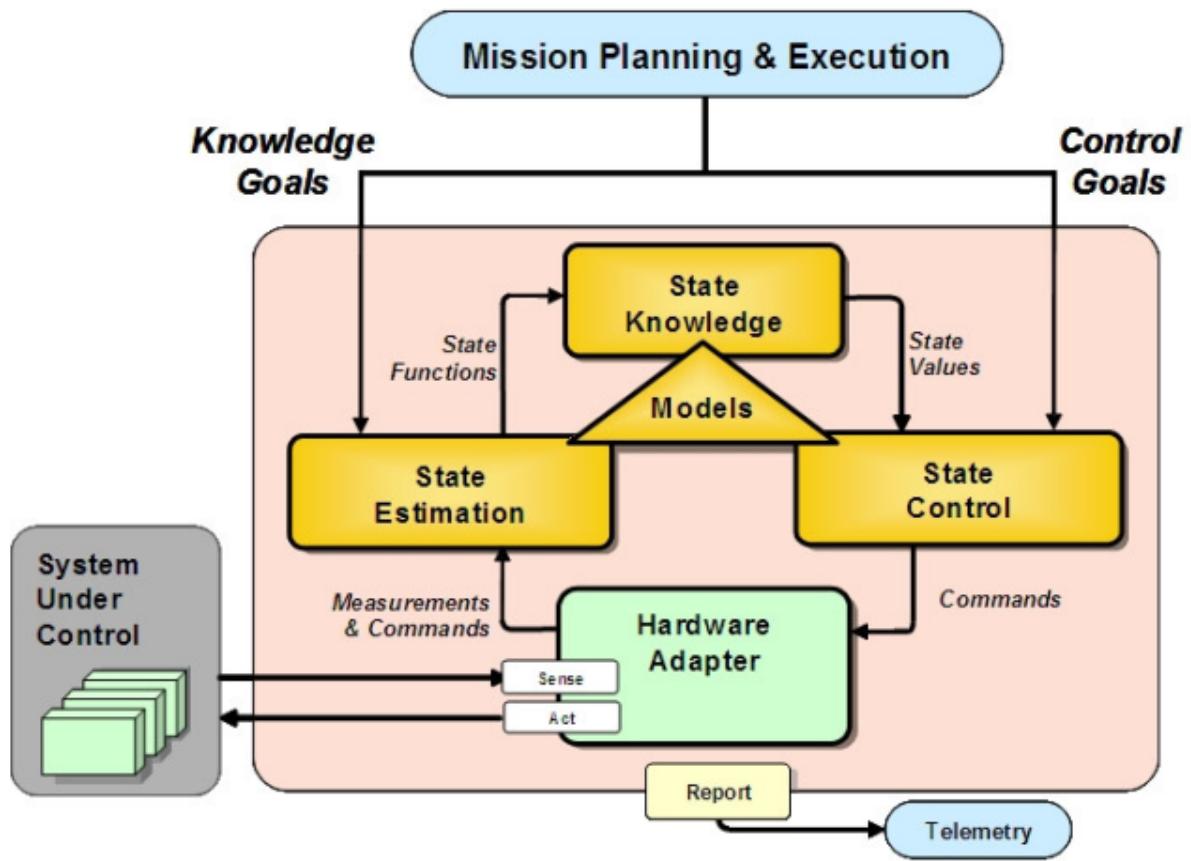 Mission Planning & Execution
Knowledge
Goals
Control
Goals
State
Knowledge
State
Functions
State
Values
Models
State
Estimation
State
Control
System
Under
Control
Measurements
& Commands
Hardware
Adapter
Commands
Sense
Act
Report
Telemetry